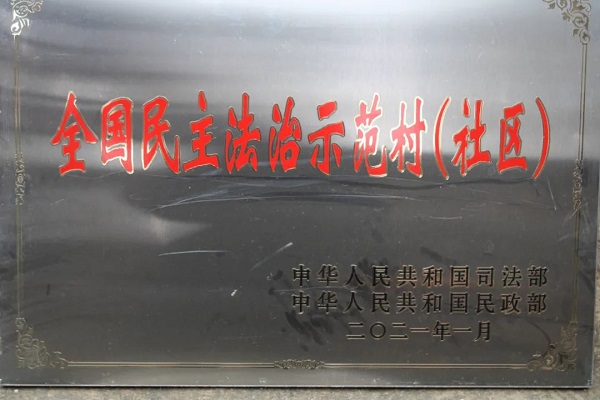 全国民主法治示范村(社区)
中华人民共和国司法部
中华人民共和国民政部
二〇二一年一月